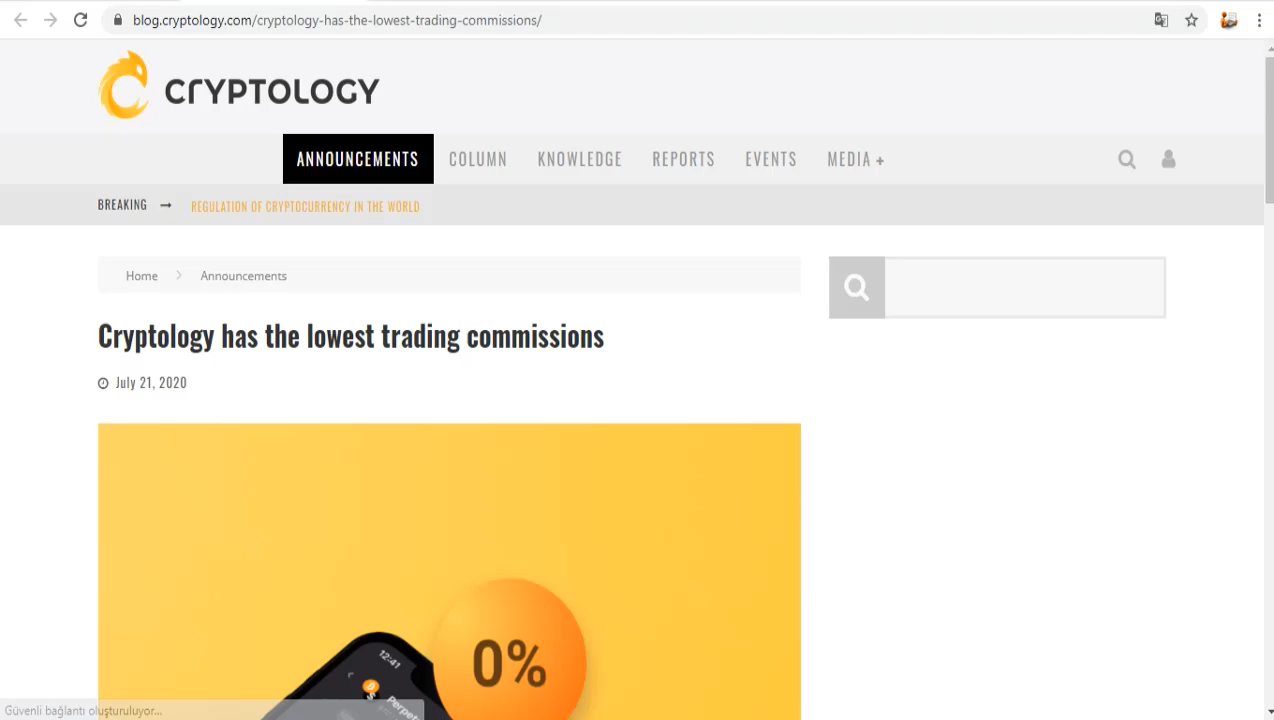 blog.cryptology.com/cryptology-has-the-lowest-trading-commissions/
CRYPTOLOGY
ANNOUNCEMENTS COLUMN KNOWLEDGE REPORTS EVENTS MEDIA +
BREAKING → REGULATION OF CRYPTOCURRENCY IN THE WORLD
Home > Announcements
Cryptology has the lowest trading commissions
July 21, 2020
0%
12:41
Perpet
Güvenli bağlantı oluşturuluyor...